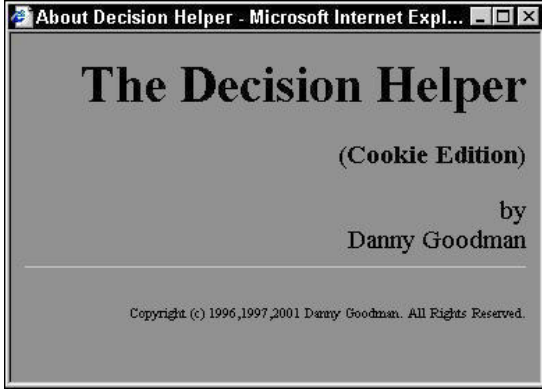 About Decision Helper - Microsoft Internet Expl...
The Decision Helper
(Cookie Edition)
by
Danny Goodman
Copyright (c) 1996,1997,2001 Danny Goodman. All Rights Reserved.